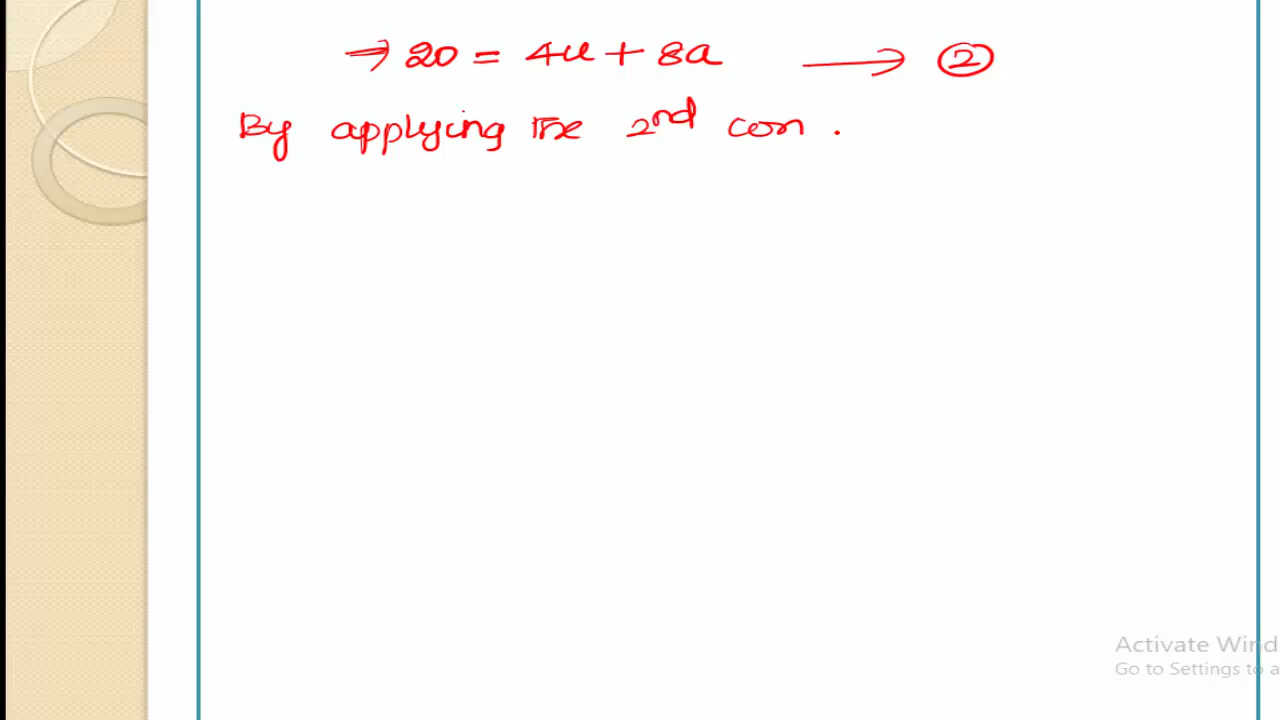 → 20 = 4u + 8a → ②
By applying the 2nd con .
Activate Wind
Go to Settings to a